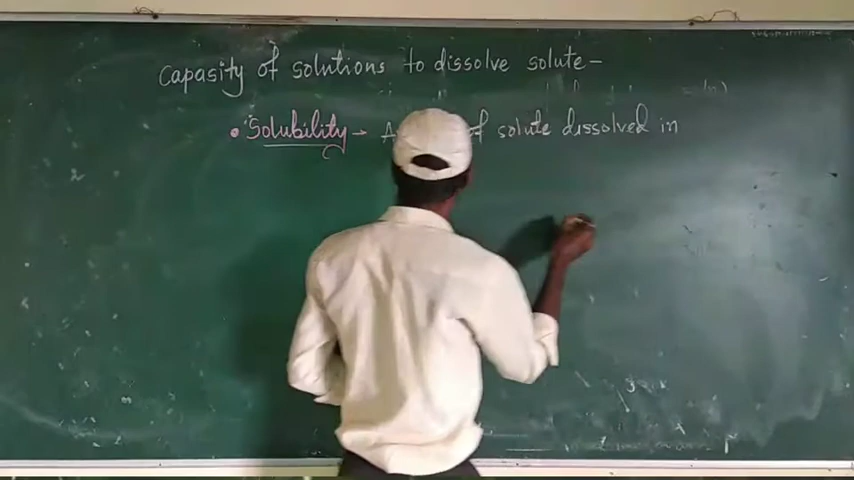 Capasity of solutions to dissolve solute-
• Solubility → of solute dissolved in